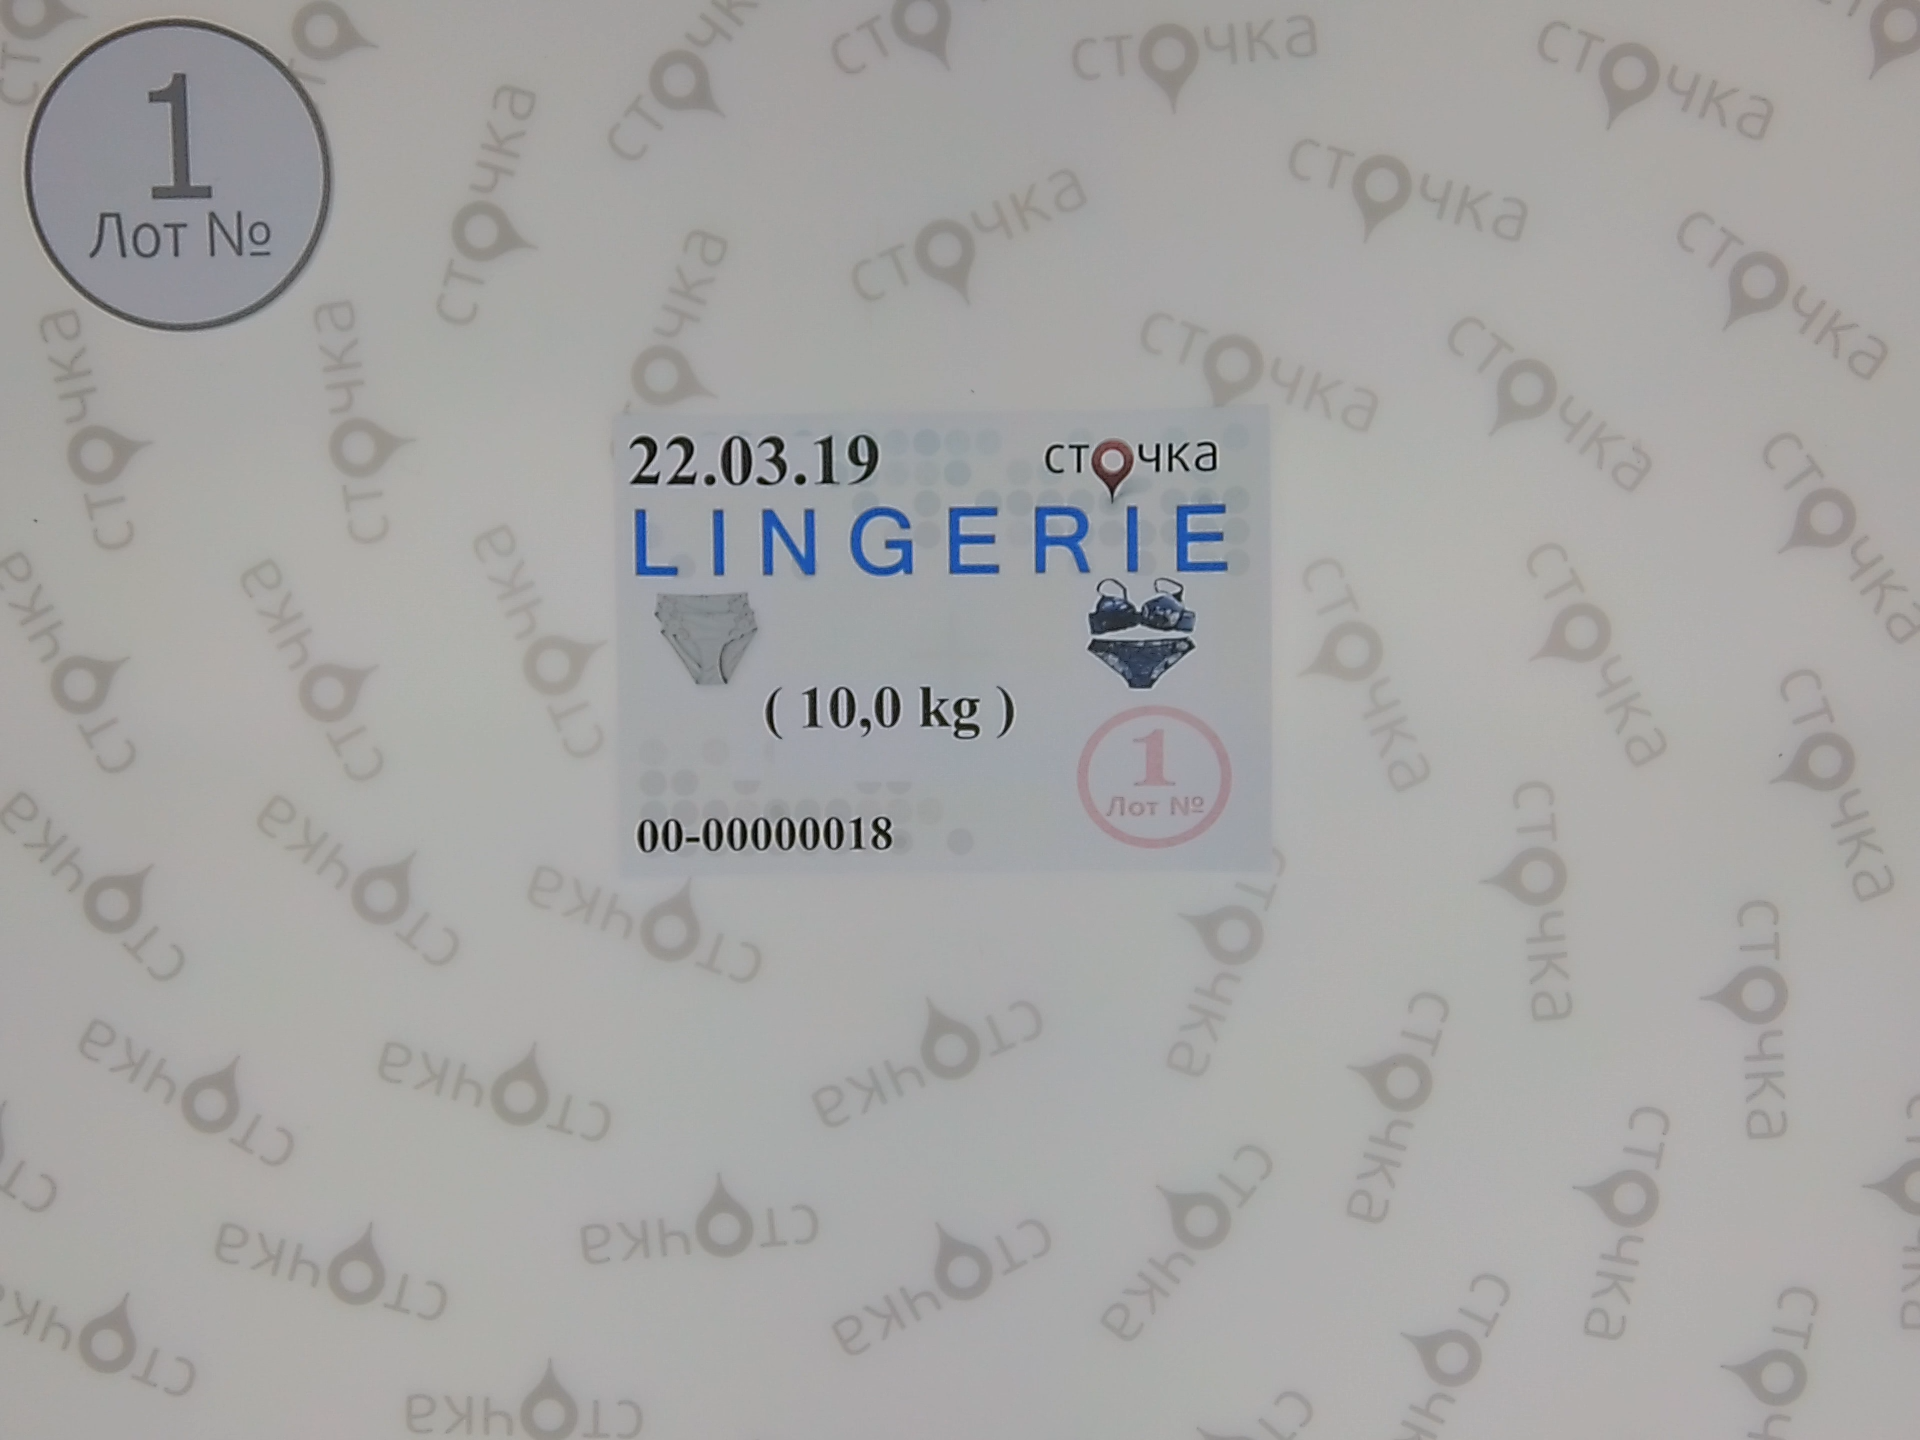 1
Лот №
22.03.19
сточка
LINGERIE
( 10,0 kg )
1
Лот №
00-00000018